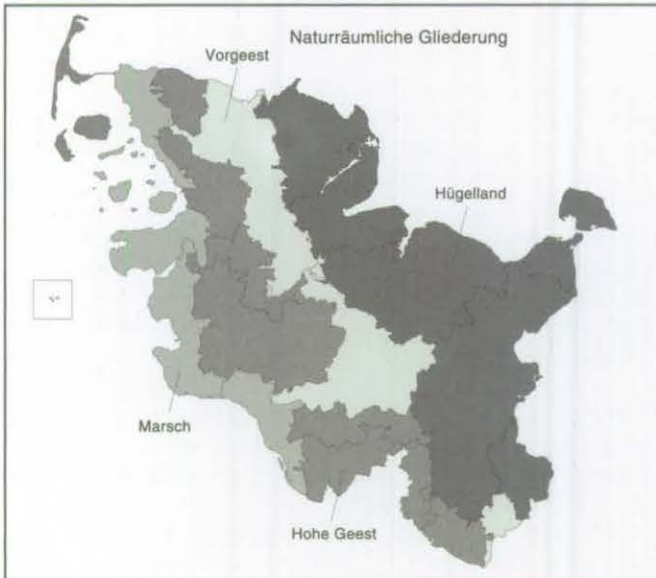 Naturräumliche Gliederung
Vorgeest
Hügelland
Marsch
Hohe Geest